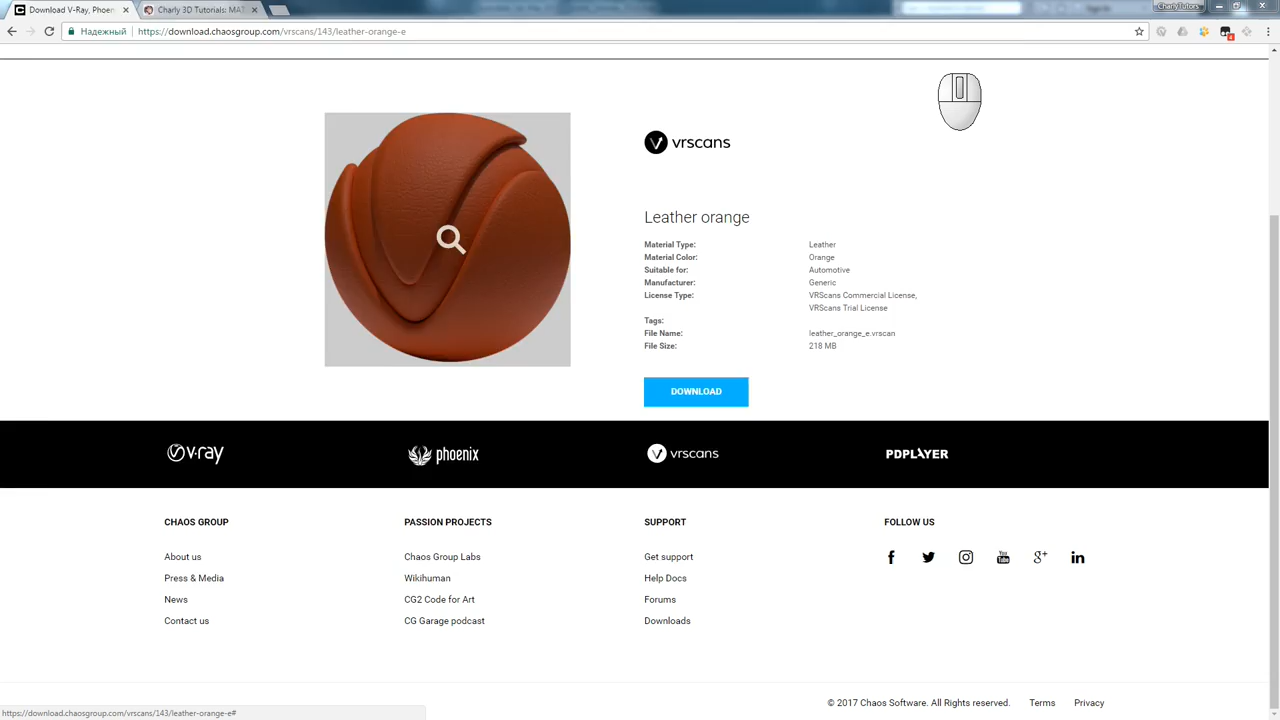 Download V-Ray, Phoen
Charly 3D Tutorials: MAT
CharlyTutors
Надежный
https://download.chaosgroup.com/vrscans/143/leather-orange-e
vrscans
Leather orange
Material Type: Leather
Material Color: Orange
Suitable for: Automotive
Manufacturer: Generic
License Type: VRScans Commercial License,
VRScans Trial License
Tags:
File Name: leather_orange_e.vrscan
File Size: 218 MB
DOWNLOAD
v-ray phoenix vrscans PDPLAYER
CHAOS GROUP PASSION PROJECTS SUPPORT FOLLOW US
About us Chaos Group Labs Get support
Press & Media Wikihuman Help Docs
News CG2 Code for Art Forums
Contact us CG Garage podcast Downloads
© 2017 Chaos Software. All Rights reserved. Terms Privacy
https://download.chaosgroup.com/vrscans/143/leather-orange-e#